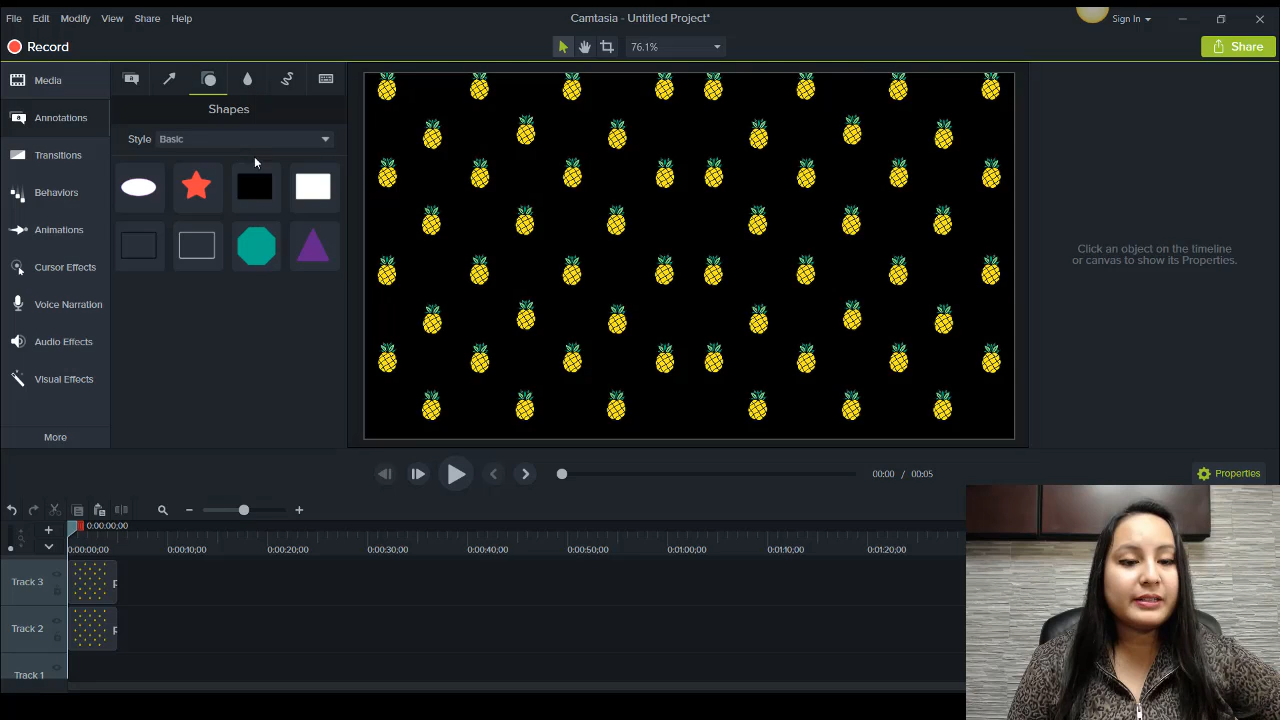 File Edit Modify View Share Help
Camtasia - Untitled Project*
Sign In
Record
76.1%
Share
Media
Annotations
Transitions
Behaviors
Animations
Cursor Effects
Voice Narration
Audio Effects
Visual Effects
More
a
Shapes
Style Basic
Click an object on the timeline
or canvas to show its Properties.
00:00 / 00:05
Properties
0:00:00;00
0:00:00;00 0:00:10;00 0:00:20;00 0:00:30;00 0:00:40;00 0:00:50;00 0:01:00;00 0:01:10;00 0:01:20;00
Track 3
Track 2
Track 1